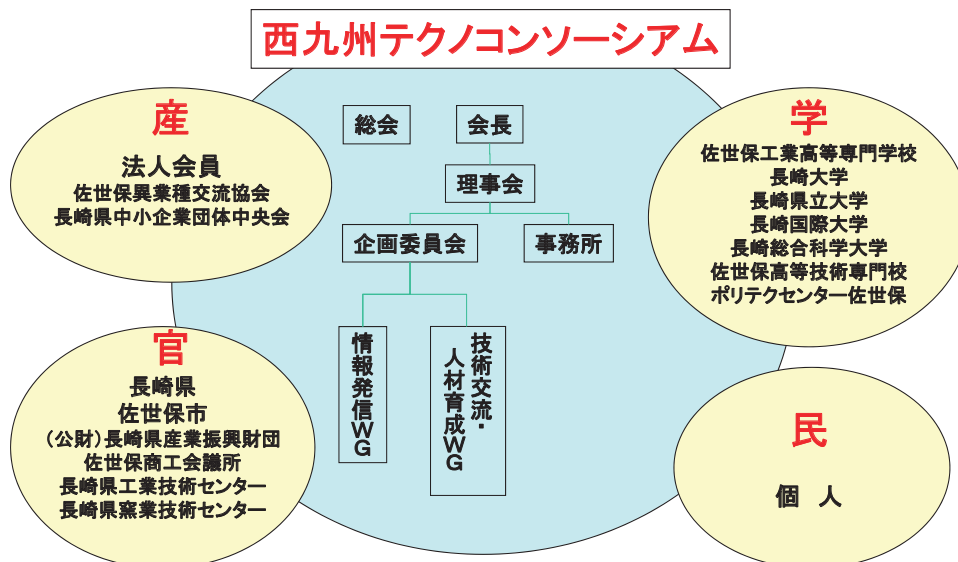 西九州テクノコンソーシアム
産
法人会員
佐世保異業種交流協会
長崎県中小企業団体中央会
総会
会長
理事会
企画委員会
事務所
情報発信WG
技術交流・
人材育成WG
学
佐世保工業高等専門学校
長崎大学
長崎県立大学
長崎国際大学
長崎総合科学大学
佐世保高等技術専門校
ポリテクセンター佐世保
官
長崎県
佐世保市
（公財）長崎県産業振興財団
佐世保商工会議所
長崎県工業技術センター
長崎県窯業技術センター
民
個　人